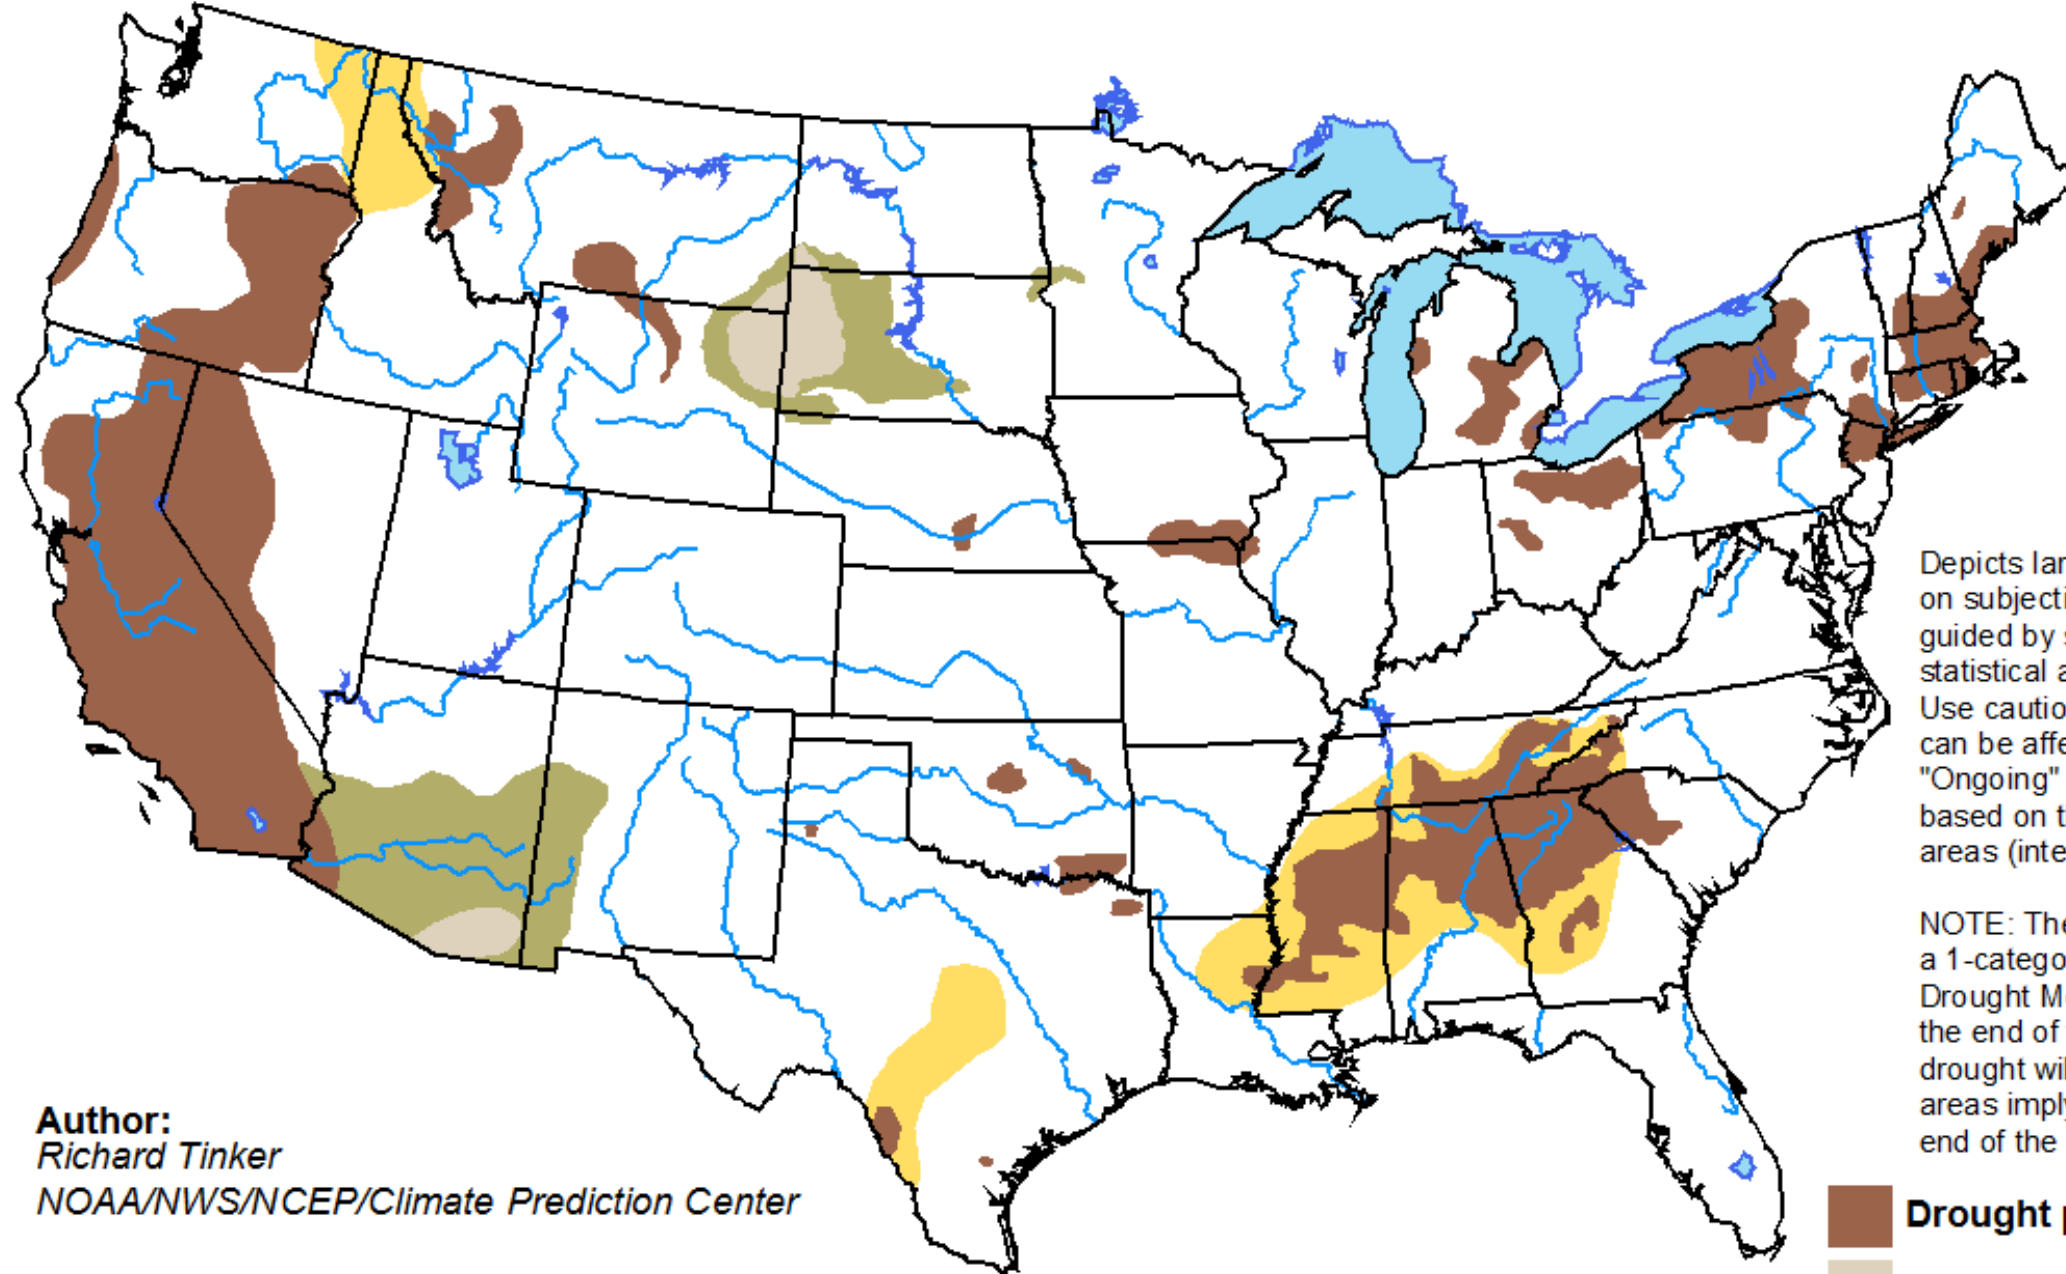 Depicts lar
on subjecti
guided by s
statistical a
Use cautio
can be affe
"Ongoing"
based on t
areas (inte
NOTE: The
a 1-catego
Drought Mo
the end of
drought wil
areas imply
end of the
Author:
Richard Tinker
NOAA/NWS/NCEP/Climate Prediction Center
Drought p